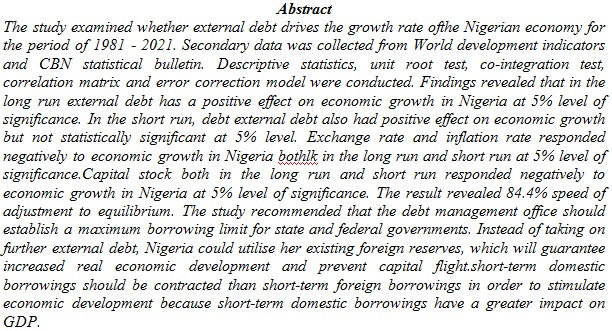 Abstract
The study examined whether external debt drives the growth rate ofthe Nigerian economy for
the period of 1981 - 2021. Secondary data was collected from World development indicators
and CBN statistical bulletin. Descriptive statistics, unit root test, co-integration test,
correlation matrix and error correction model were conducted. Findings revealed that in the
long run external debt has a positive effect on economic growth in Nigeria at 5% level of
significance. In the short run, debt external debt also had positive effect on economic growth
but not statistically significant at 5% level. Exchange rate and inflation rate responded
negatively to economic growth in Nigeria bothlk in the long run and short run at 5% level of
significance.Capital stock both in the long run and short run responded negatively to
economic growth in Nigeria at 5% level of significance. The result revealed 84.4% speed of
adjustment to equilibrium. The study recommended that the debt management office should
establish a maximum borrowing limit for state and federal governments. Instead of taking on
further external debt, Nigeria could utilise her existing foreign reserves, which will guarantee
increased real economic development and prevent capital flight.short-term domestic
borrowings should be contracted than short-term foreign borrowings in order to stimulate
economic development because short-term domestic borrowings have a greater impact on
GDP.